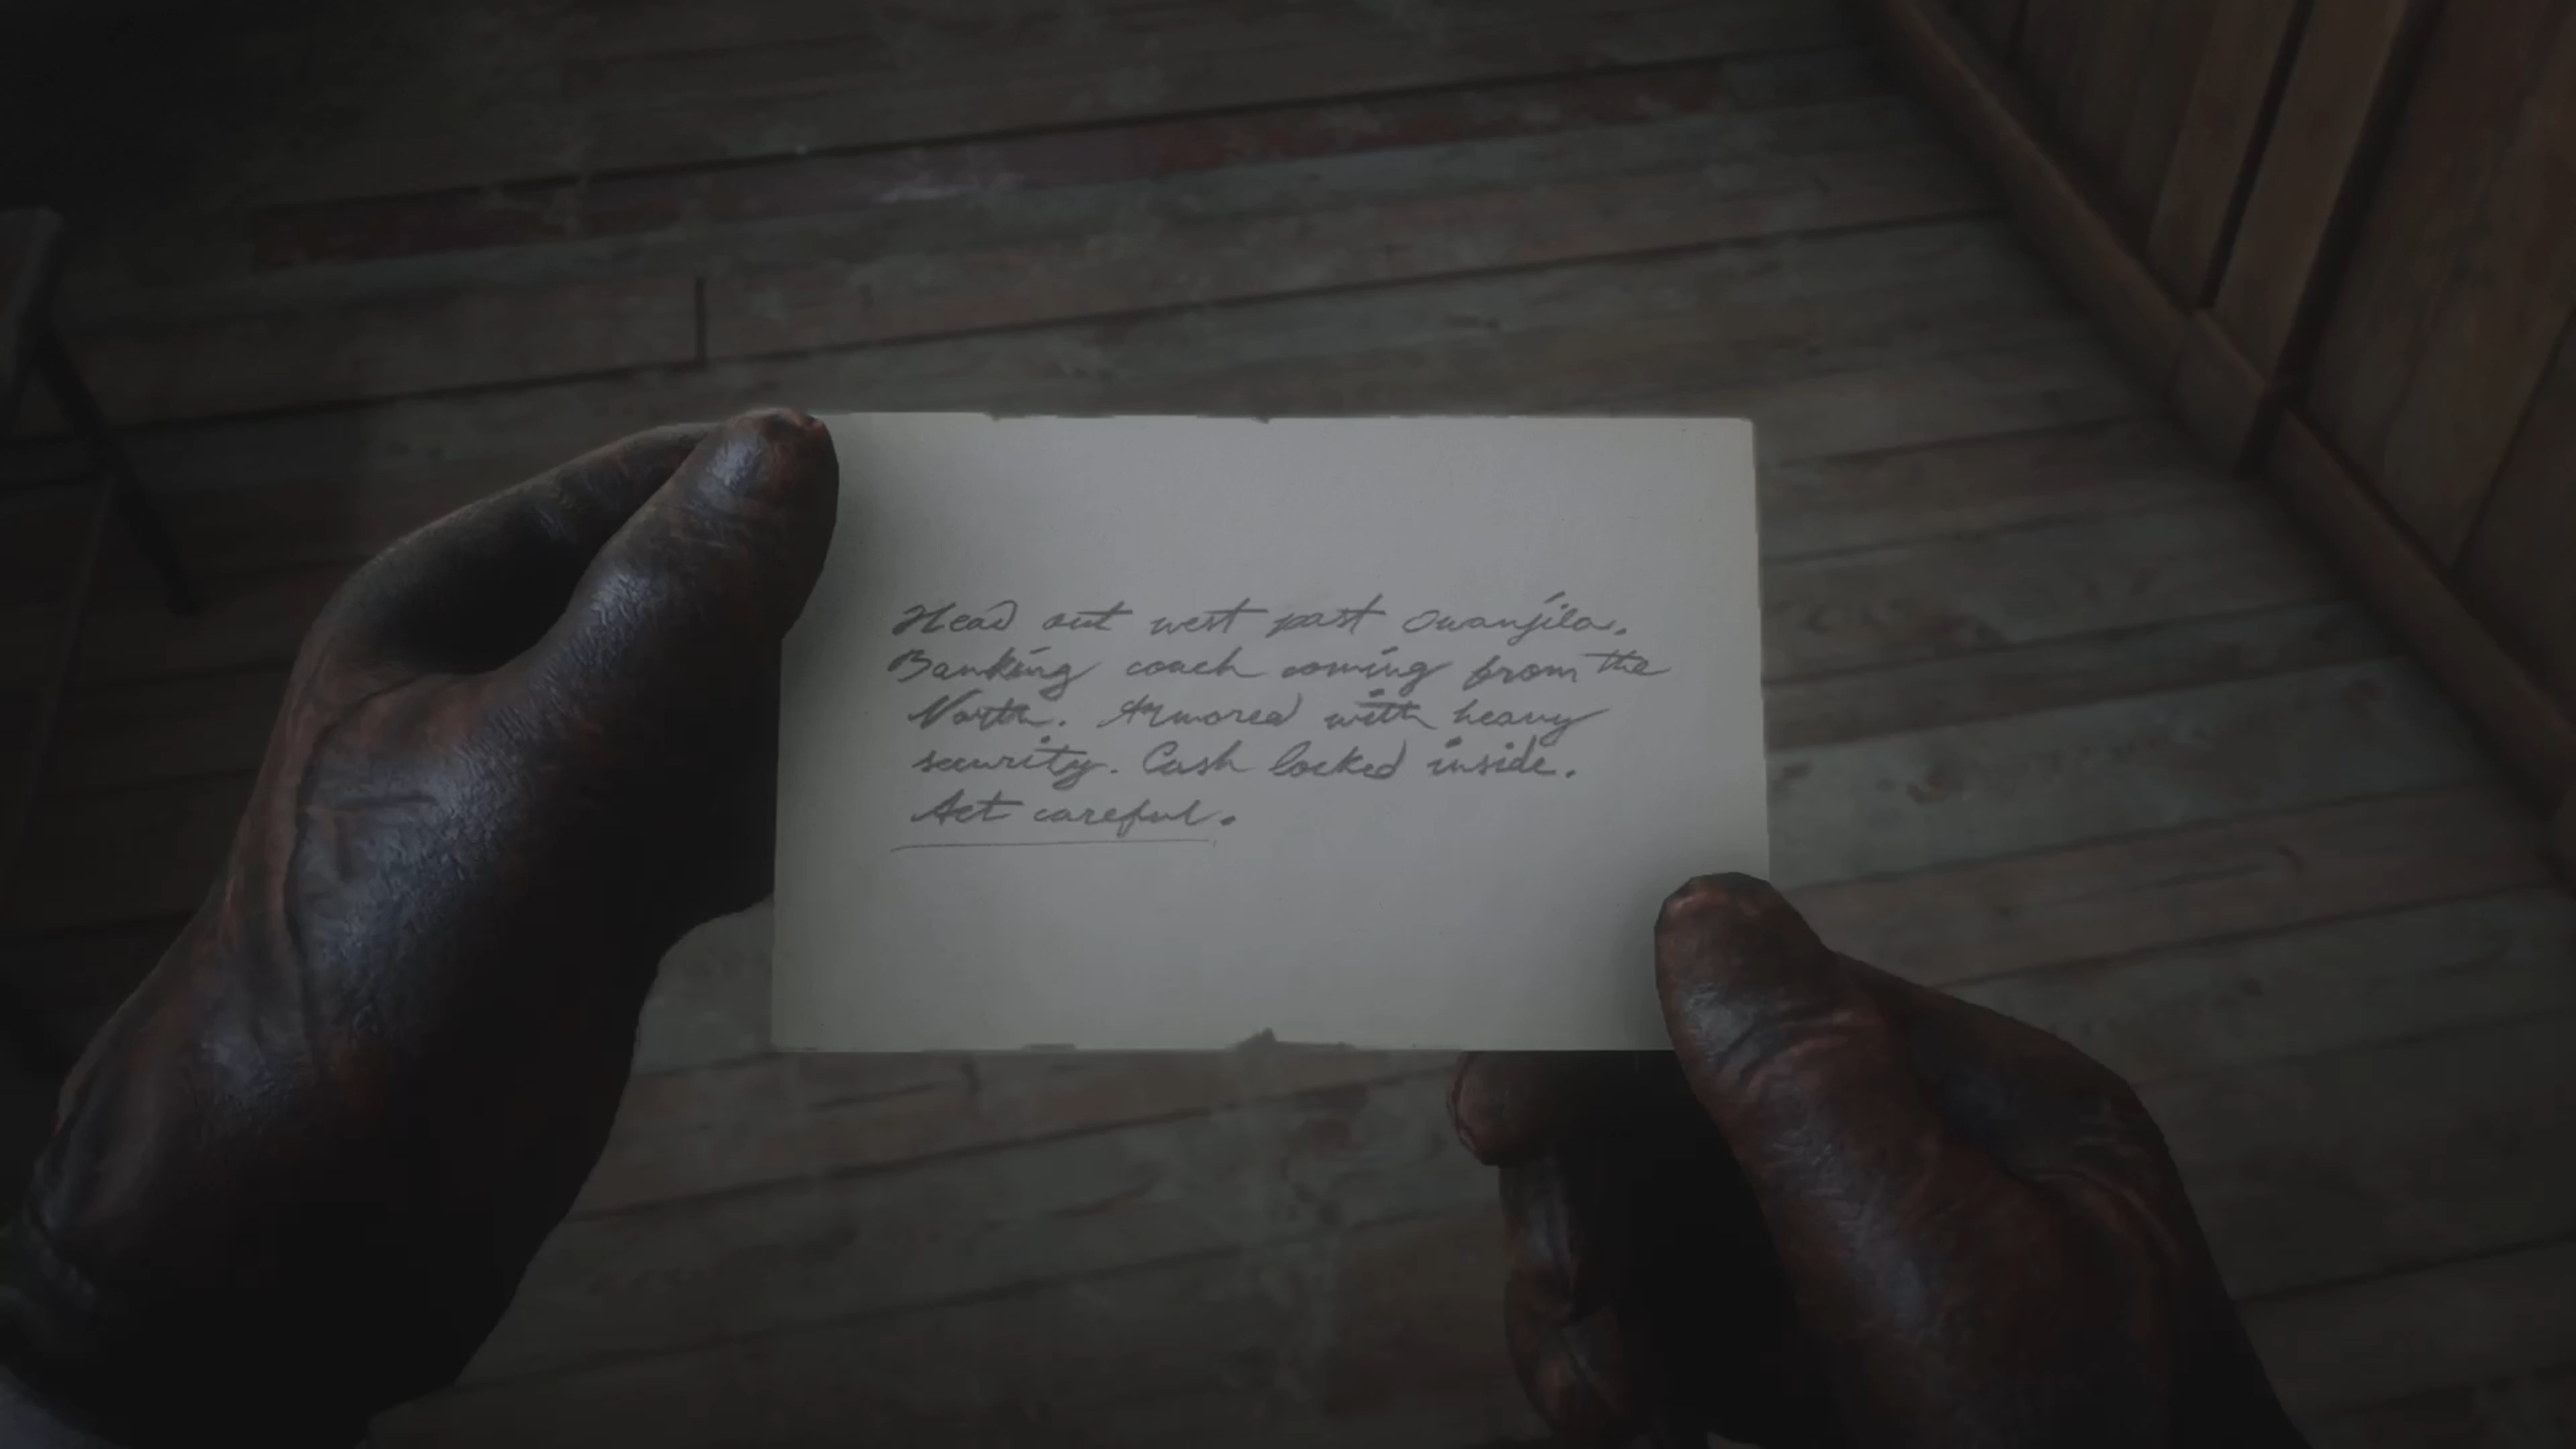 Head out west past Owanjila.
Banking coach coming from the
North. Armored with heavy
security. Cash locked inside.
Act careful.